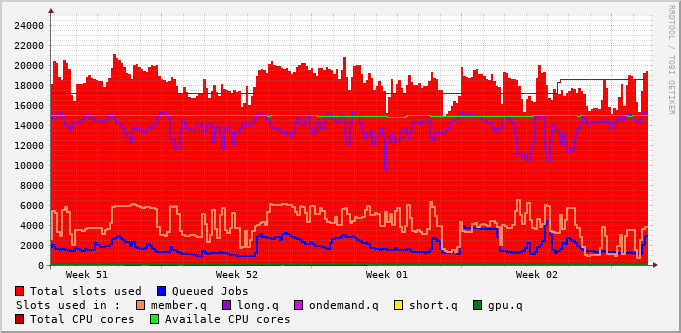 RRDTOOL / TOBI OETIKER
24000
22000
20000
18000
16000
14000
12000
10000
8000
6000
4000
2000
0
Week 51 Week 52 Week 01 Week 02
Total slots used Queued Jobs
Slots used in : member.q long.q ondemand.q short.q gpu.q
Total CPU cores Availale CPU cores